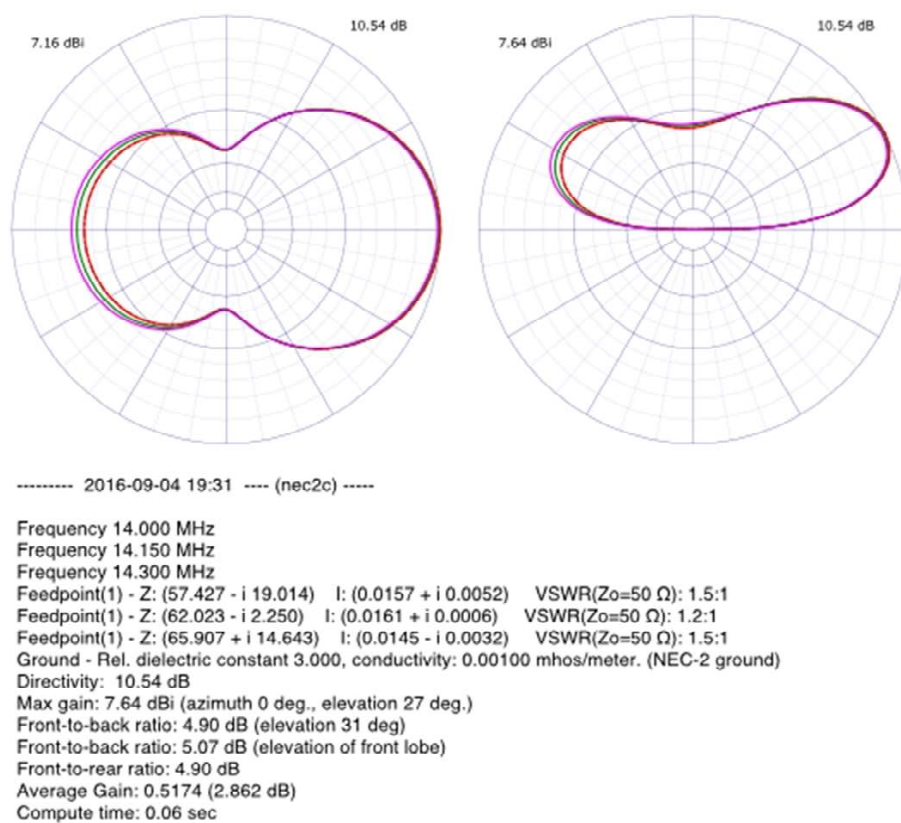 7.16 dBi
10.54 dB
7.64 dBi
10.54 dB
--------- 2016-09-04 19:31 ---- (nec2c) -----
Frequency 14.000 MHz
Frequency 14.150 MHz
Frequency 14.300 MHz
Feedpoint(1) - Z: (57.427 - i 19.014) I: (0.0157 + i 0.0052) VSWR(Zo=50 Ω): 1.5:1
Feedpoint(1) - Z: (62.023 - i 2.250) I: (0.0161 + i 0.0006) VSWR(Zo=50 Ω): 1.2:1
Feedpoint(1) - Z: (65.907 + i 14.643) I: (0.0145 - i 0.0032) VSWR(Zo=50 Ω): 1.5:1
Ground - Rel. dielectric constant 3.000, conductivity: 0.00100 mhos/meter. (NEC-2 ground)
Directivity: 10.54 dB
Max gain: 7.64 dBi (azimuth 0 deg., elevation 27 deg.)
Front-to-back ratio: 4.90 dB (elevation 31 deg)
Front-to-back ratio: 5.07 dB (elevation of front lobe)
Front-to-rear ratio: 4.90 dB
Average Gain: 0.5174 (2.862 dB)
Compute time: 0.06 sec